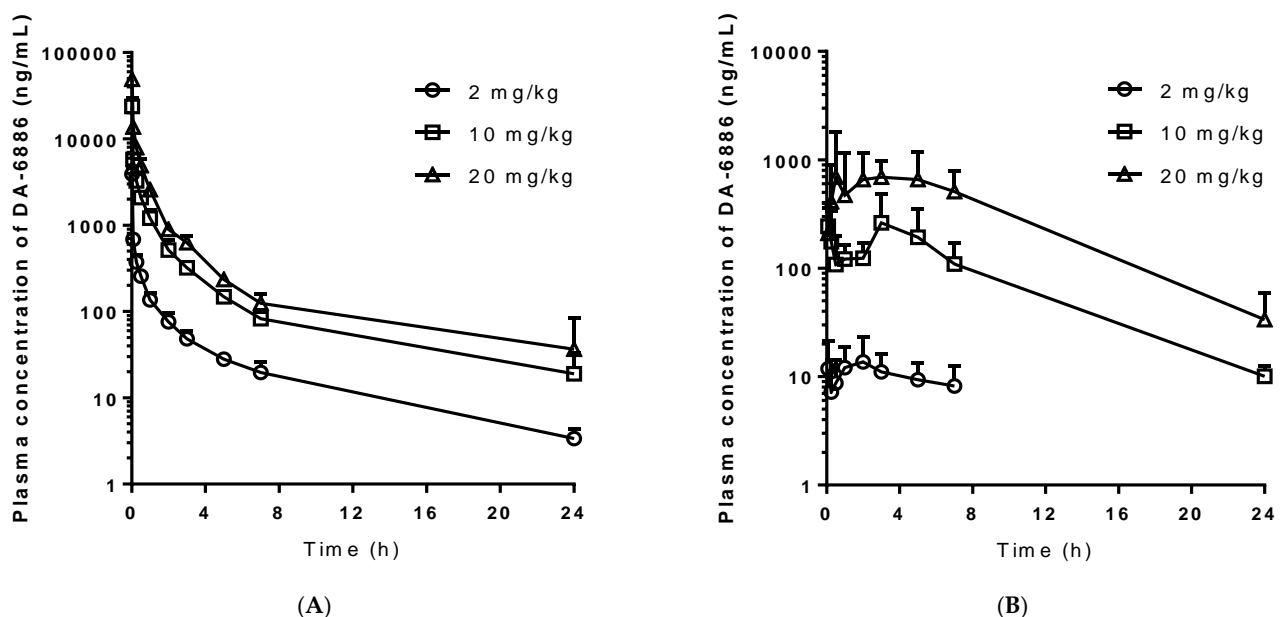 Plasma concentration of DA-6886 (ng/mL)
100000
10000
1000
100
10
1
0 4 8 12 16 20 24
Time (h)
2 mg/kg
10 mg/kg
20 mg/kg
(A)
Plasma concentration of DA-6886 (ng/mL)
10000
1000
100
10
1
0 4 8 12 16 20 24
Time (h)
2 mg/kg
10 mg/kg
20 mg/kg
(B)